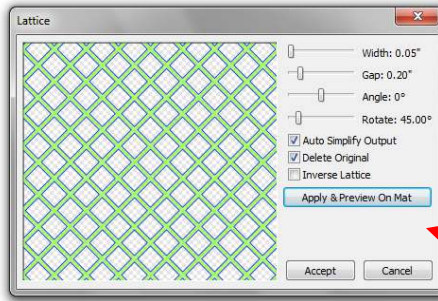 Lattice
Width: 0.05"
Gap: 0.20"
Angle: 0°
Rotate: 45.00°
Auto Simplify Output
Delete Original
Inverse Lattice
Apply & Preview On Mat
Accept
Cancel